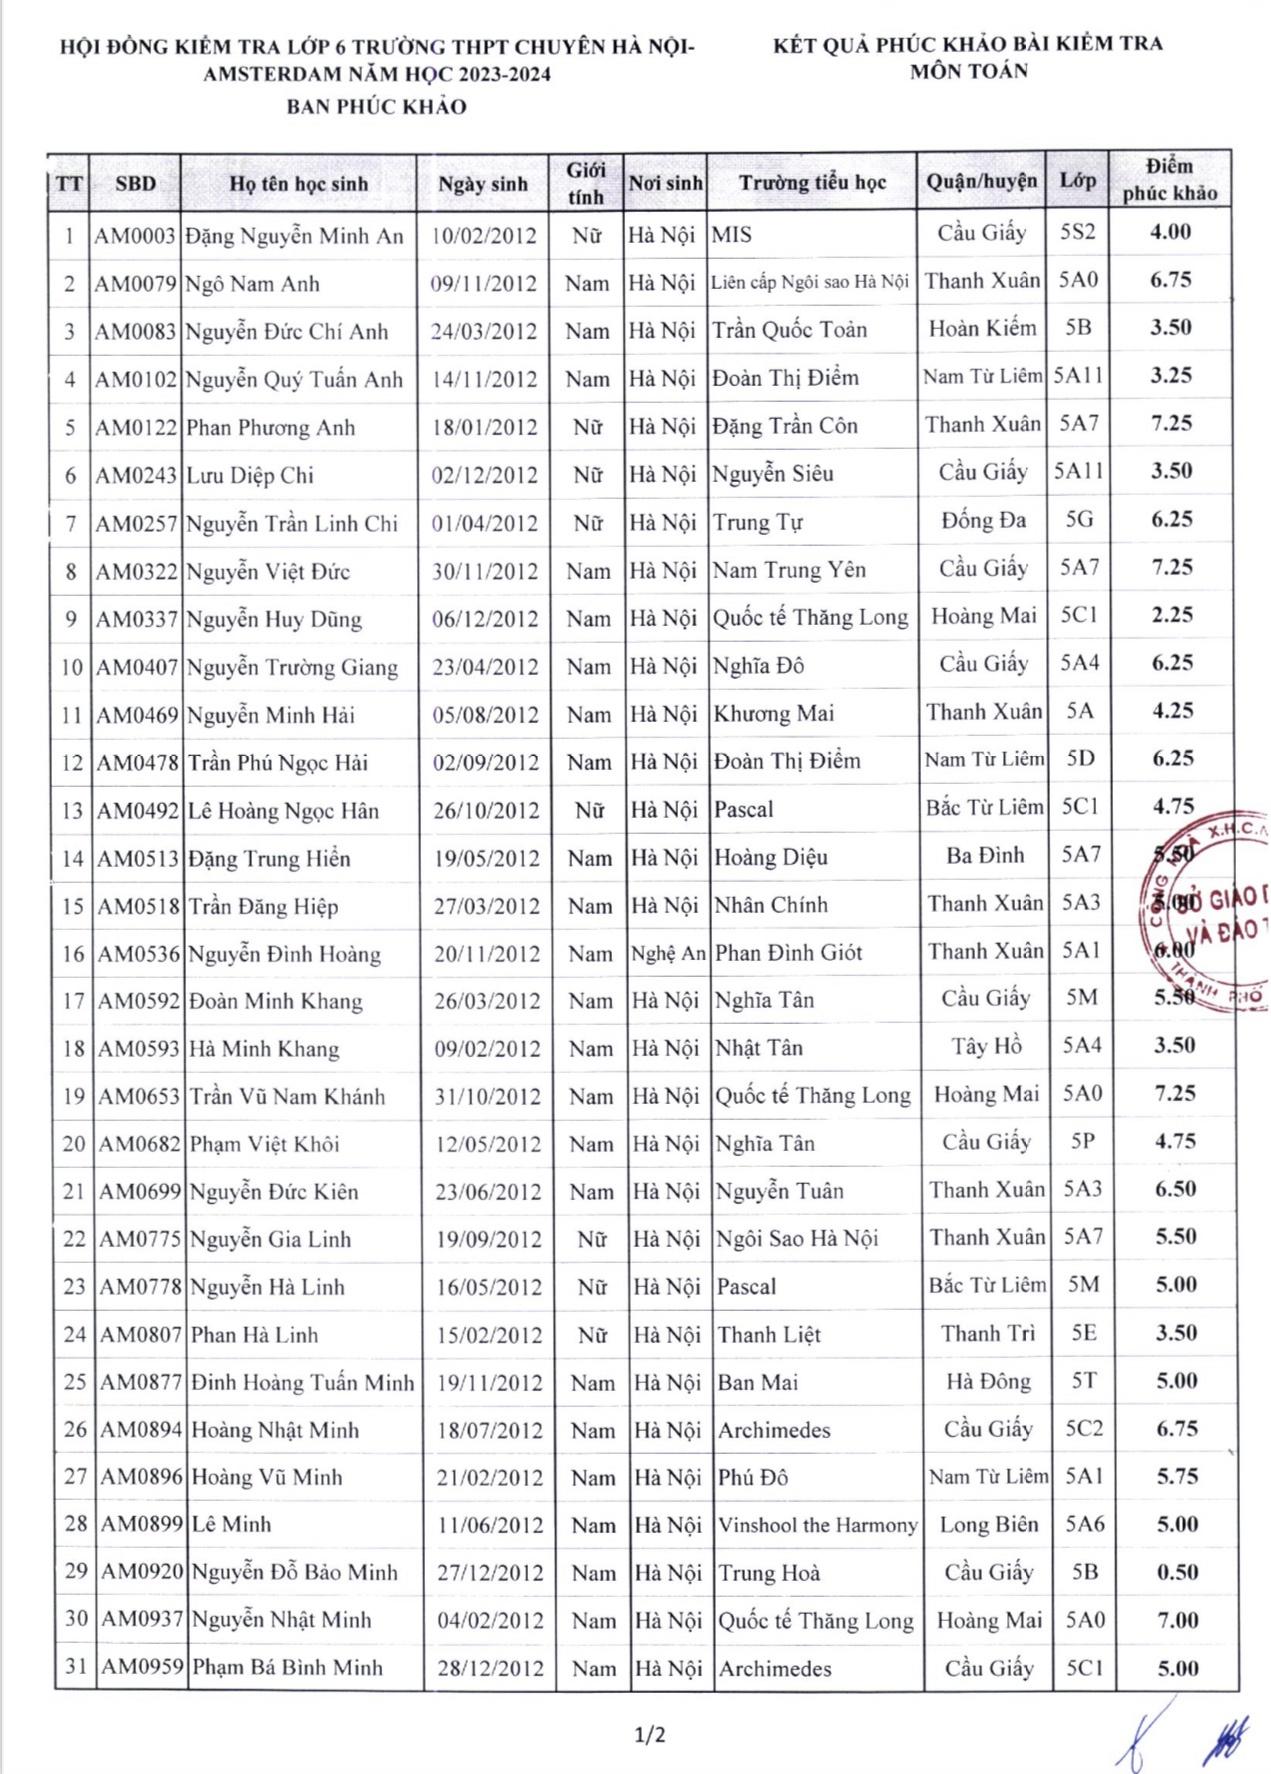 HỘI ĐỒNG KIỂM TRA LỚP 6 TRƯỜNG THPT CHUYÊN HÀ NỘI-
AMSTERDAM NĂM HỌC 2023-2024
BAN PHÚC KHẢO
KẾT QUẢ PHÚC KHẢO BÀI KIỂM TRA
MÔN TOÁN
TT SBD Họ tên học sinh Ngày sinh Giới tính Nơi sinh Trường tiểu học Quận/huyện Lớp Điểm phúc khảo
1 AM0003 Đặng Nguyễn Minh An 10/02/2012 Nữ Hà Nội MIS Cầu Giấy 5S2 4.00
2 AM0079 Ngô Nam Anh 09/11/2012 Nam Hà Nội Liên cấp Ngôi sao Hà Nội Thanh Xuân 5A0 6.75
3 AM0083 Nguyễn Đức Chí Anh 24/03/2012 Nam Hà Nội Trần Quốc Toản Hoàn Kiếm 5B 3.50
4 AM0102 Nguyễn Quý Tuấn Anh 14/11/2012 Nam Hà Nội Đoàn Thị Điểm Nam Từ Liêm 5A11 3.25
5 AM0122 Phan Phương Anh 18/01/2012 Nữ Hà Nội Đặng Trần Côn Thanh Xuân 5A7 7.25
6 AM0243 Lưu Diệp Chi 02/12/2012 Nữ Hà Nội Nguyễn Siêu Cầu Giấy 5A11 3.50
7 AM0257 Nguyễn Trần Linh Chi 01/04/2012 Nữ Hà Nội Trung Tự Đống Đa 5G 6.25
8 AM0322 Nguyễn Việt Đức 30/11/2012 Nam Hà Nội Nam Trung Yên Cầu Giấy 5A7 7.25
9 AM0337 Nguyễn Huy Dũng 06/12/2012 Nam Hà Nội Quốc tế Thăng Long Hoàng Mai 5C1 2.25
10 AM0407 Nguyễn Trường Giang 23/04/2012 Nam Hà Nội Nghĩa Đô Cầu Giấy 5A4 6.25
11 AM0469 Nguyễn Minh Hải 05/08/2012 Nam Hà Nội Khương Mai Thanh Xuân 5A 4.25
12 AM0478 Trần Phú Ngọc Hải 02/09/2012 Nam Hà Nội Đoàn Thị Điểm Nam Từ Liêm 5D 6.25
13 AM0492 Lê Hoàng Ngọc Hân 26/10/2012 Nữ Hà Nội Pascal Bắc Từ Liêm 5C1 4.75
14 AM0513 Đặng Trung Hiển 19/05/2012 Nam Hà Nội Hoàng Diệu Ba Đình 5A7 5.50
15 AM0518 Trần Đăng Hiệp 27/03/2012 Nam Hà Nội Nhân Chính Thanh Xuân 5A3
16 AM0536 Nguyễn Đình Hoàng 20/11/2012 Nam Nghệ An Phan Đình Giót Thanh Xuân 5A1 6.00
17 AM0592 Đoàn Minh Khang 26/03/2012 Nam Hà Nội Nghĩa Tân Cầu Giấy 5M 5.50
18 AM0593 Hà Minh Khang 09/02/2012 Nam Hà Nội Nhật Tân Tây Hồ 5A4 3.50
19 AM0653 Trần Vũ Nam Khánh 31/10/2012 Nam Hà Nội Quốc tế Thăng Long Hoàng Mai 5A0 7.25
20 AM0682 Phạm Việt Khôi 12/05/2012 Nam Hà Nội Nghĩa Tân Cầu Giấy 5P 4.75
21 AM0699 Nguyễn Đức Kiên 23/06/2012 Nam Hà Nội Nguyễn Tuân Thanh Xuân 5A3 6.50
22 AM0775 Nguyễn Gia Linh 19/09/2012 Nữ Hà Nội Ngôi Sao Hà Nội Thanh Xuân 5A7 5.50
23 AM0778 Nguyễn Hà Linh 16/05/2012 Nữ Hà Nội Pascal Bắc Từ Liêm 5M 5.00
24 AM0807 Phan Hà Linh 15/02/2012 Nữ Hà Nội Thanh Liệt Thanh Trì 5E 3.50
25 AM0877 Đinh Hoàng Tuấn Minh 19/11/2012 Nam Hà Nội Ban Mai Hà Đông 5T 5.00
26 AM0894 Hoàng Nhật Minh 18/07/2012 Nam Hà Nội Archimedes Cầu Giấy 5C2 6.75
27 AM0896 Hoàng Vũ Minh 21/02/2012 Nam Hà Nội Phú Đô Nam Từ Liêm 5A1 5.75
28 AM0899 Lê Minh 11/06/2012 Nam Hà Nội Vinshool the Harmony Long Biên 5A6 5.00
29 AM0920 Nguyễn Đỗ Bảo Minh 27/12/2012 Nam Hà Nội Trung Hoà Cầu Giấy 5B 0.50
30 AM0937 Nguyễn Nhật Minh 04/02/2012 Nam Hà Nội Quốc tế Thăng Long Hoàng Mai 5A0 7.00
31 AM0959 Phạm Bá Bình Minh 28/12/2012 Nam Hà Nội Archimedes Cầu Giấy 5C1 5.00
CỘNG HOÀ X.H.C.N
SỞ GIÁO D
VÀ ĐÀO T
THÀNH PHỐ
1/2